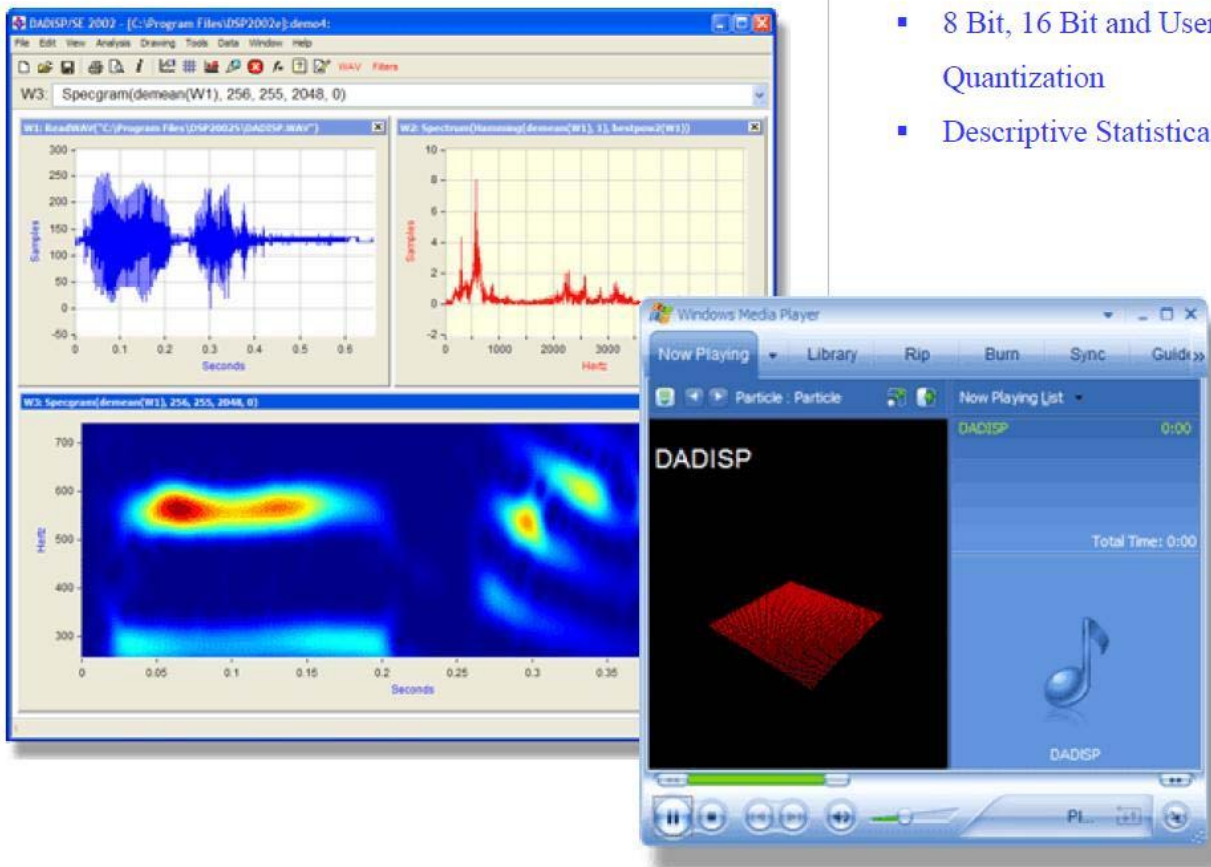 DADiSP/SE 2002 - [C:\Program Files\DSP2002e]:demo4:
File Edit View Analysis Drawing Tools Data Window Help
WAV Filters
W3: Specgram(demean(W1), 256, 255, 2048, 0)
W1: ReadWAV("C:\Program Files\DSP2002S\DADISP.WAV")
300
250
200
150
100
50
0
-50
Samples
0 0.1 0.2 0.3 0.4 0.5 0.6
Seconds
W2: Spectrum(Hamming(demean(W1), 1), bestpow2(W1))
10
8
6
4
2
0
-2
Samples
0 1000 2000 3000
Hertz
W3: Specgram(demean(W1), 256, 255, 2048, 0)
700
600
500
400
300
Hertz
0 0.05 0.1 0.15 0.2 0.25 0.3 0.35
Seconds
8 Bit, 16 Bit and User
Quantization
Descriptive Statistica
Windows Media Player
Now Playing Library Rip Burn Sync Guide
Particle : Particle
Now Playing List
DADISP 0:00
DADISP
Total Time: 0:00
DADISP
Pl...